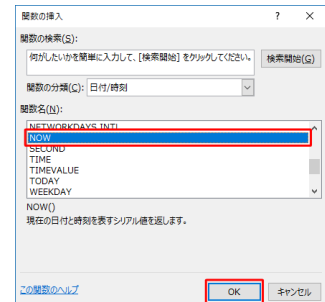 関数の挿入 ? ×
関数の検索(S):
何がしたいかを簡単に入力して、[検索開始] をクリックしてください。 検索開始(G)
関数の分類(C): 日付/時刻
関数名(N):
NETWORKDAYS.INTL
NOW
SECOND
TIME
TIMEVALUE
TODAY
WEEKDAY
NOW()
現在の日付と時刻を表すシリアル値を返します。
この関数のヘルプ OK キャンセル